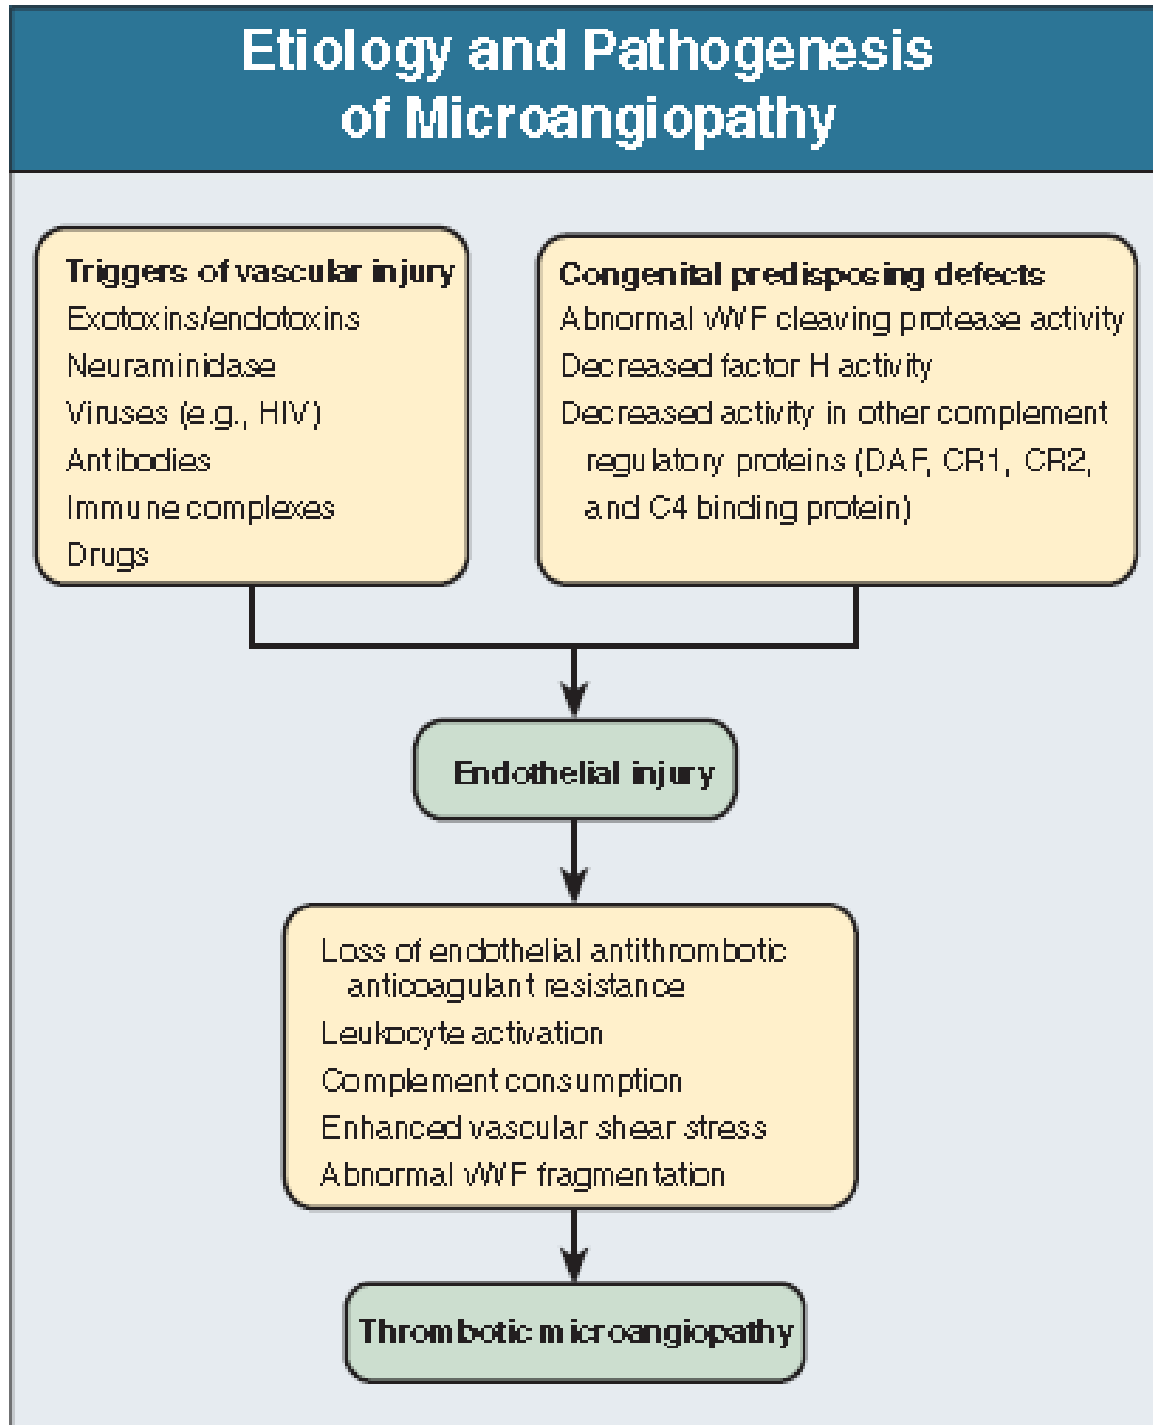 Etiology and Pathogenesis
of Microangiopathy
Triggers of vascular injury
Exotoxins/endotoxins
Neuraminidase
Viruses (e.g., HIV)
Antibodies
Immune complexes
Drugs
Congenital predisposing defects
Abnormal vWF cleaving protease activity
Decreased factor H activity
Decreased activity in other complement
regulatory proteins (DAF, CR1, CR2,
and C4 binding protein)
Endothelial injury
Loss of endothelial antithrombotic
anticoagulant resistance
Leukocyte activation
Complement consumption
Enhanced vascular shear stress
Abnormal vWF fragmentation
Thrombotic microangiopathy